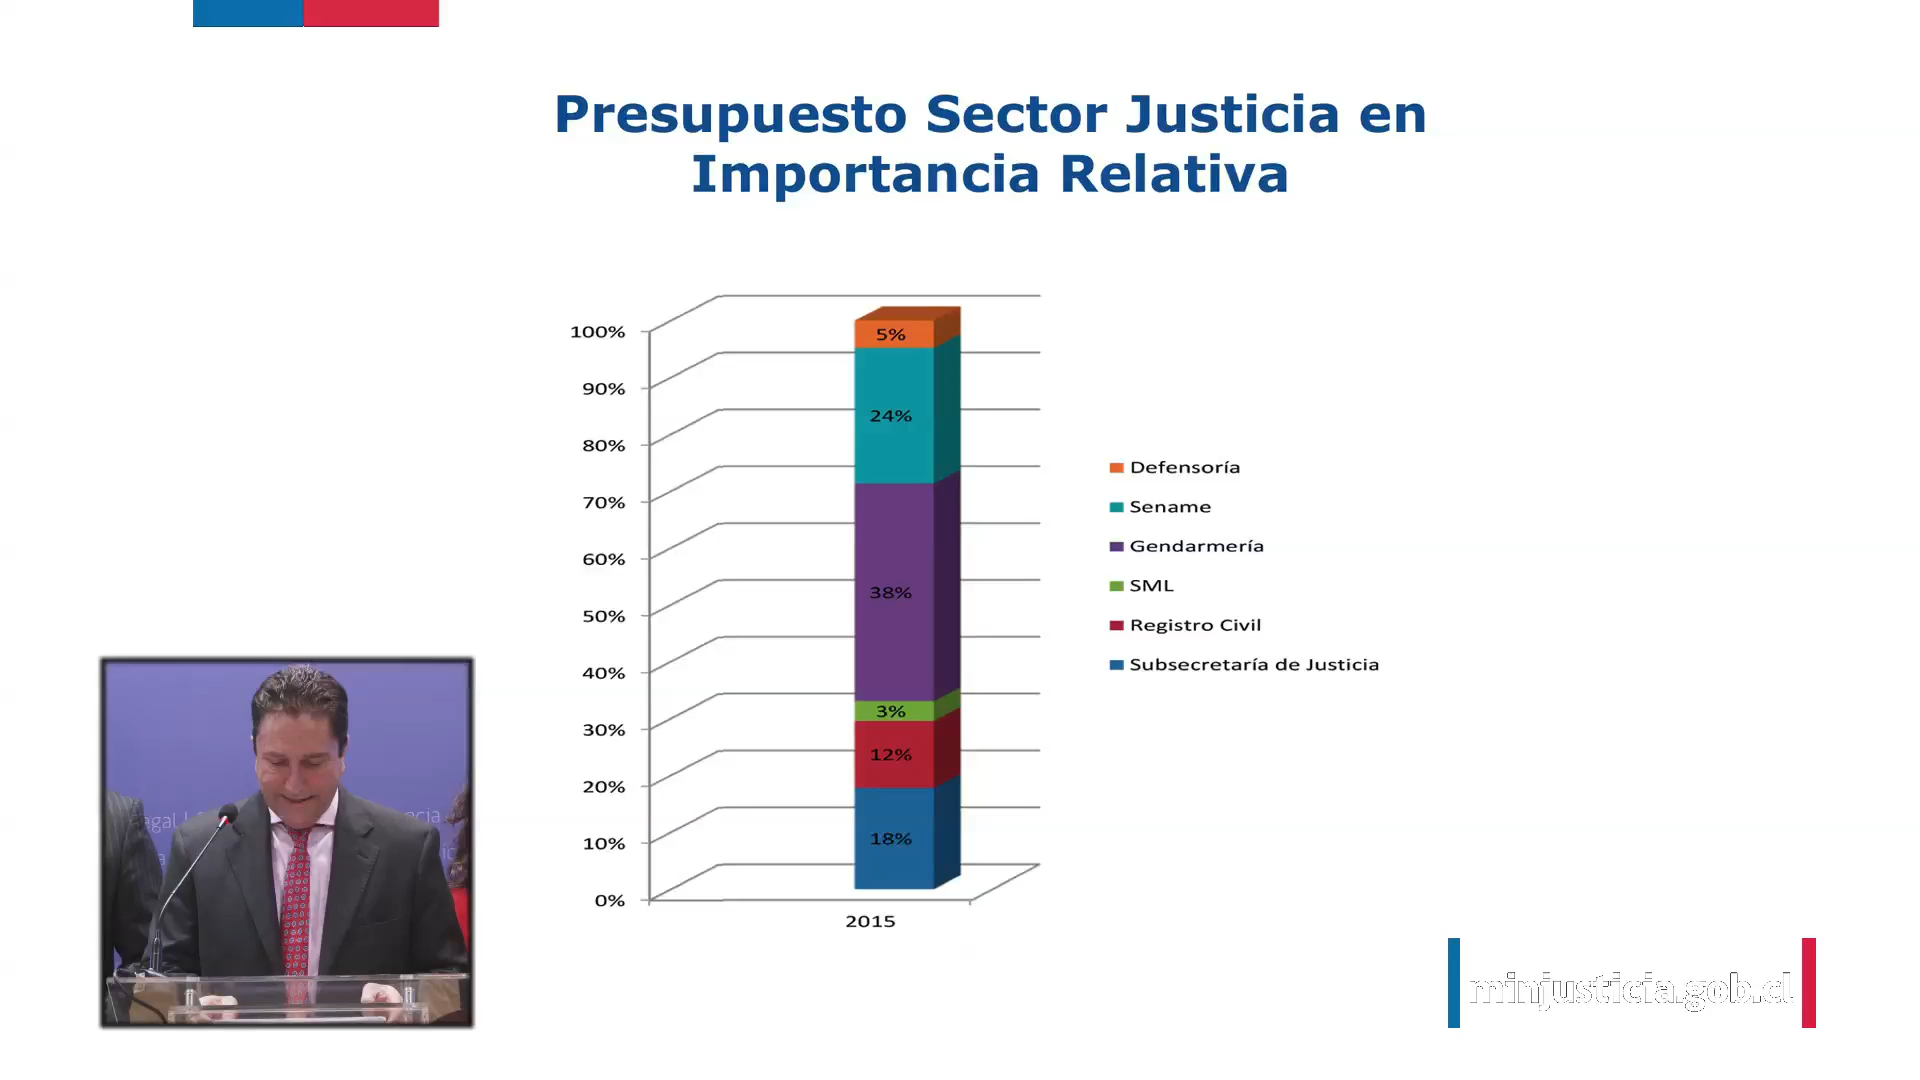 Presupuesto Sector Justicia en
Importancia Relativa
100%
90%
80%
70%
60%
50%
40%
30%
20%
10%
0%
5%
24%
38%
3%
12%
18%
2015
Defensoría
Sename
Gendarmería
SML
Registro Civil
Subsecretaría de Justicia
minjusticia.gob.cl